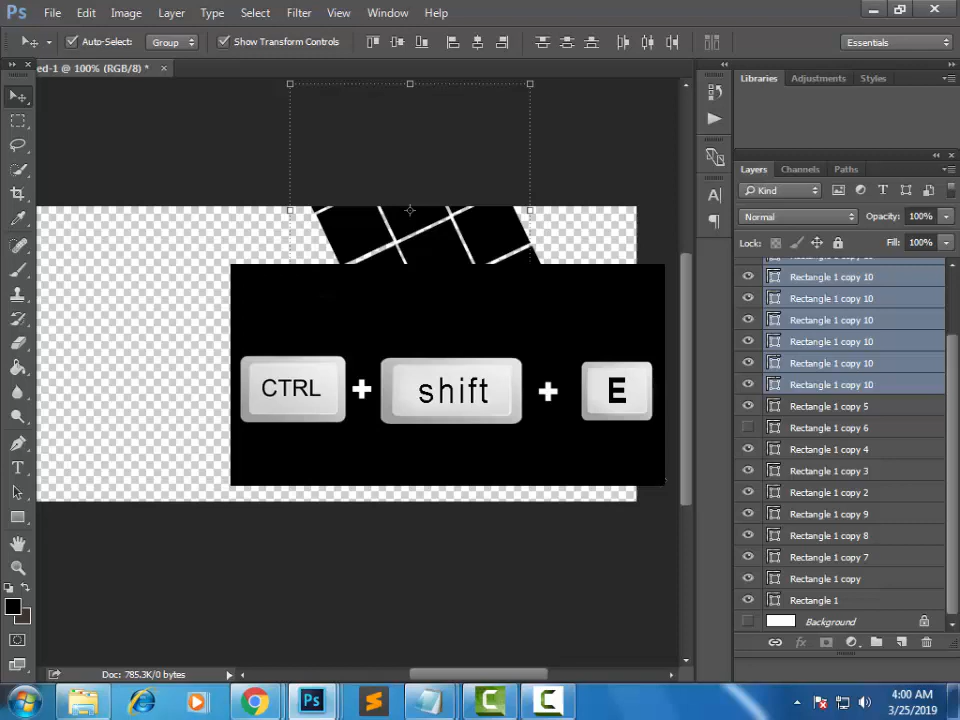 Ps File Edit Image Layer Type Select Filter View Window Help
Auto-Select: Group Show Transform Controls Essentials
ed-1 @ 100% (RGB/8) * ×
Libraries Adjustments Styles
Layers Channels Paths
Kind
Normal Opacity: 100%
Lock: Fill: 100%
Rectangle 1 copy 10
Rectangle 1 copy 10
Rectangle 1 copy 10
Rectangle 1 copy 10
Rectangle 1 copy 10
Rectangle 1 copy 10
Rectangle 1 copy 5
Rectangle 1 copy 6
Rectangle 1 copy 4
Rectangle 1 copy 3
Rectangle 1 copy 2
Rectangle 1 copy 9
Rectangle 1 copy 8
Rectangle 1 copy 7
Rectangle 1 copy
Rectangle 1
Background
CTRL + shift + E
Doc: 785.3K/0 bytes
Ps
4:00 AM
3/25/2019